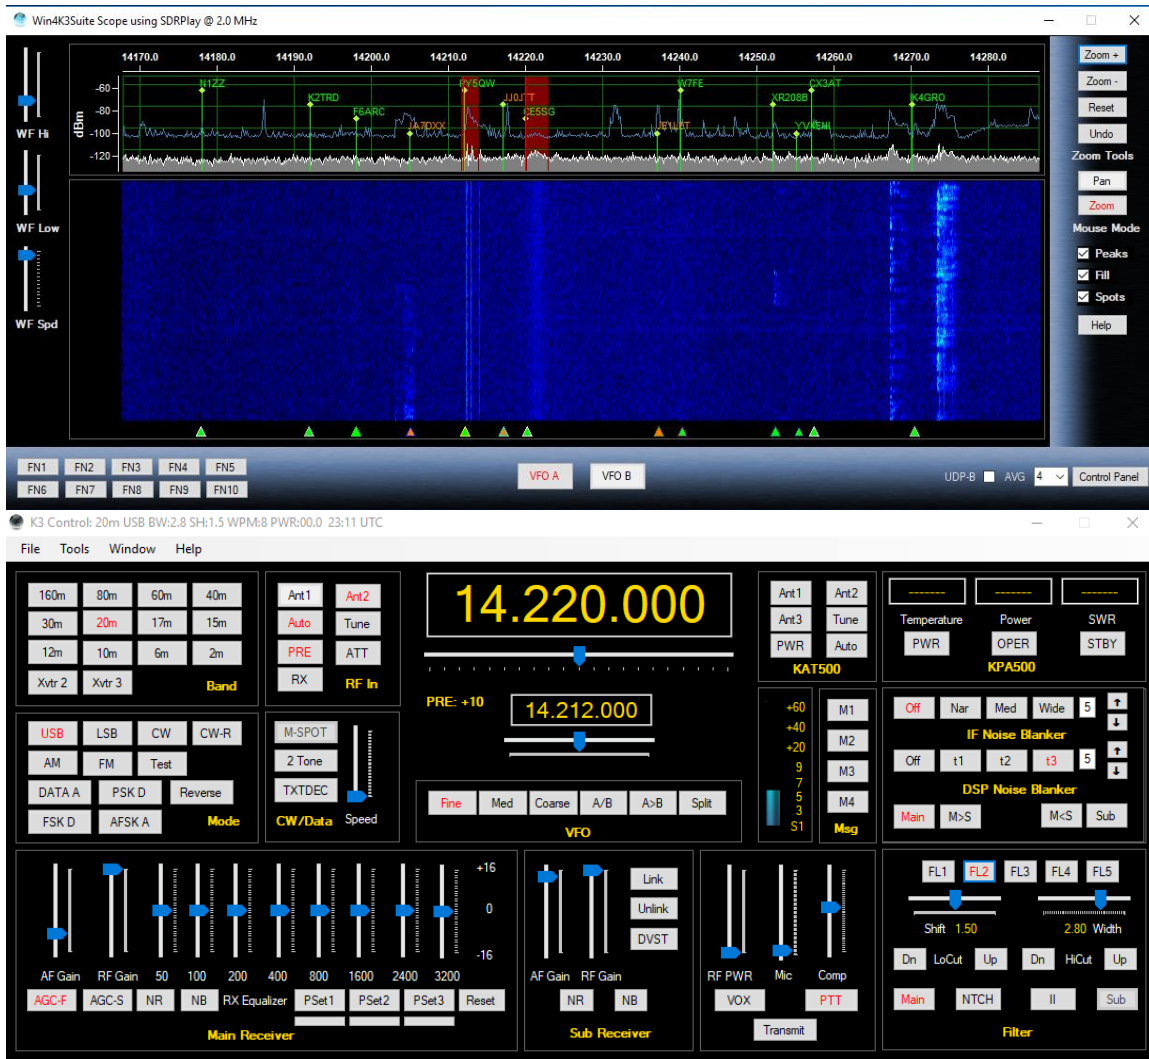 Win4K3Suite Scope using SDRPlay @ 2.0 MHz
14170.0 14180.0 14190.0 14200.0 14210.0 14220.0 14230.0 14240.0 14250.0 14260.0 14270.0 14280.0
Zoom +
N1ZZ PY5QW W7FE CX3AT
-60
K2TRD JJ0JTT XR208B K4GRO
Zoom -
-80
F6ARC CE5SG
Reset
dBm
-100
JA7DXX YV4ENI
Undo
WF Hi
-120
Zoom Tools
Pan
Zoom
WF Low
Mouse Mode
Peaks
Fill
Spots
WF Spd
Help
FN1 FN2 FN3 FN4 FN5
VFO A VFO B
UDP-B AVG 4 Control Panel
FN6 FN7 FN8 FN9 FN10
K3 Control: 20m USB BW:2.8 SH:1.5 WPM:8 PWR:00.0 23:11 UTC
File Tools Window Help
160m 80m 60m 40m
30m 20m 17m 15m
12m 10m 6m 2m
Xvtr 2 Xvtr 3 Band
Ant1 Ant2
Auto Tune
PRE ATT
RX RF In
14.220.000
PRE: +10
14.212.000
Ant1 Ant2
Ant3 Tune
PWR Auto
KAT500
------- ------- -------
Temperature Power SWR
PWR OPER STBY
KPA500
USB LSB CW CW-R
AM FM Test
DATA A PSK D Reverse
FSK D AFSK A Mode
M-SPOT
2 Tone
TXTDEC
CW/Data Speed
Fine Med Coarse A/B A>B Split
VFO
+60
+40
+20
9
7
5
3
S1
M1
M2
M3
M4
Msg
Off Nar Med Wide 5
IF Noise Blanker
Off t1 t2 t3 5
DSP Noise Blanker
Main M>S M<S Sub
+16
0
-16
AF Gain RF Gain 50 100 200 400 800 1600 2400 3200
AGC-F AGC-S NR NB RX Equalizer PSet1 PSet2 PSet3 Reset
Main Receiver
Link
Unlink
DVST
AF Gain RF Gain
NR NB
Sub Receiver
RF PWR Mic Comp
VOX PTT
Transmit
FL1 FL2 FL3 FL4 FL5
Shift 1.50 2.80 Width
Dn LoCut Up Dn HiCut Up
Main NTCH II Sub
Filter